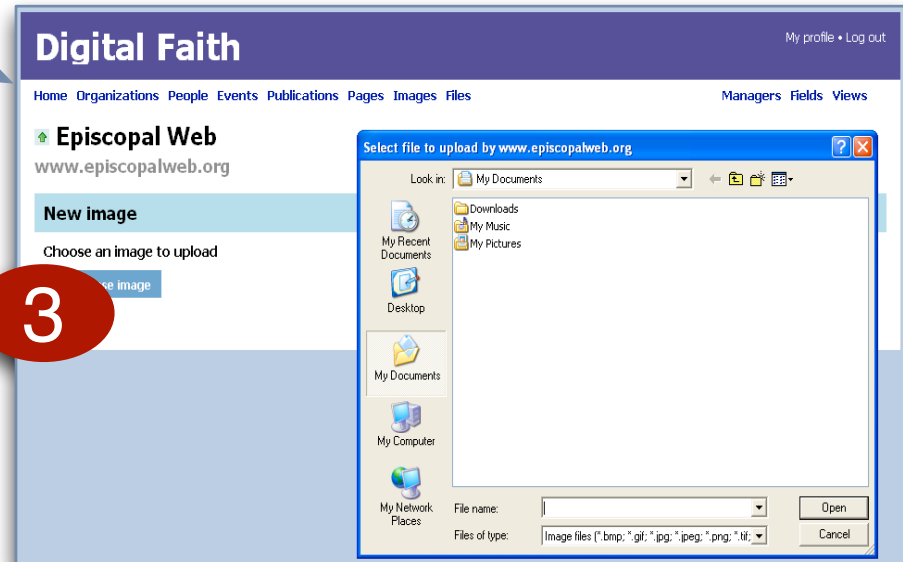 Digital Faith
My profile • Log out
Home Organizations People Events Publications Pages Images Files
Managers Fields Views
Episcopal Web
www.episcopalweb.org
New image
Choose an image to upload
image
3
Select file to upload by www.episcopalweb.org
Look in: My Documents
Downloads
My Music
My Pictures
My Recent
Documents
Desktop
My Documents
My Computer
My Network
Places
File name:
Open
Files of type: Image files (*.bmp; *.gif; *.jpg; *.jpeg; *.png; *.tif;
Cancel